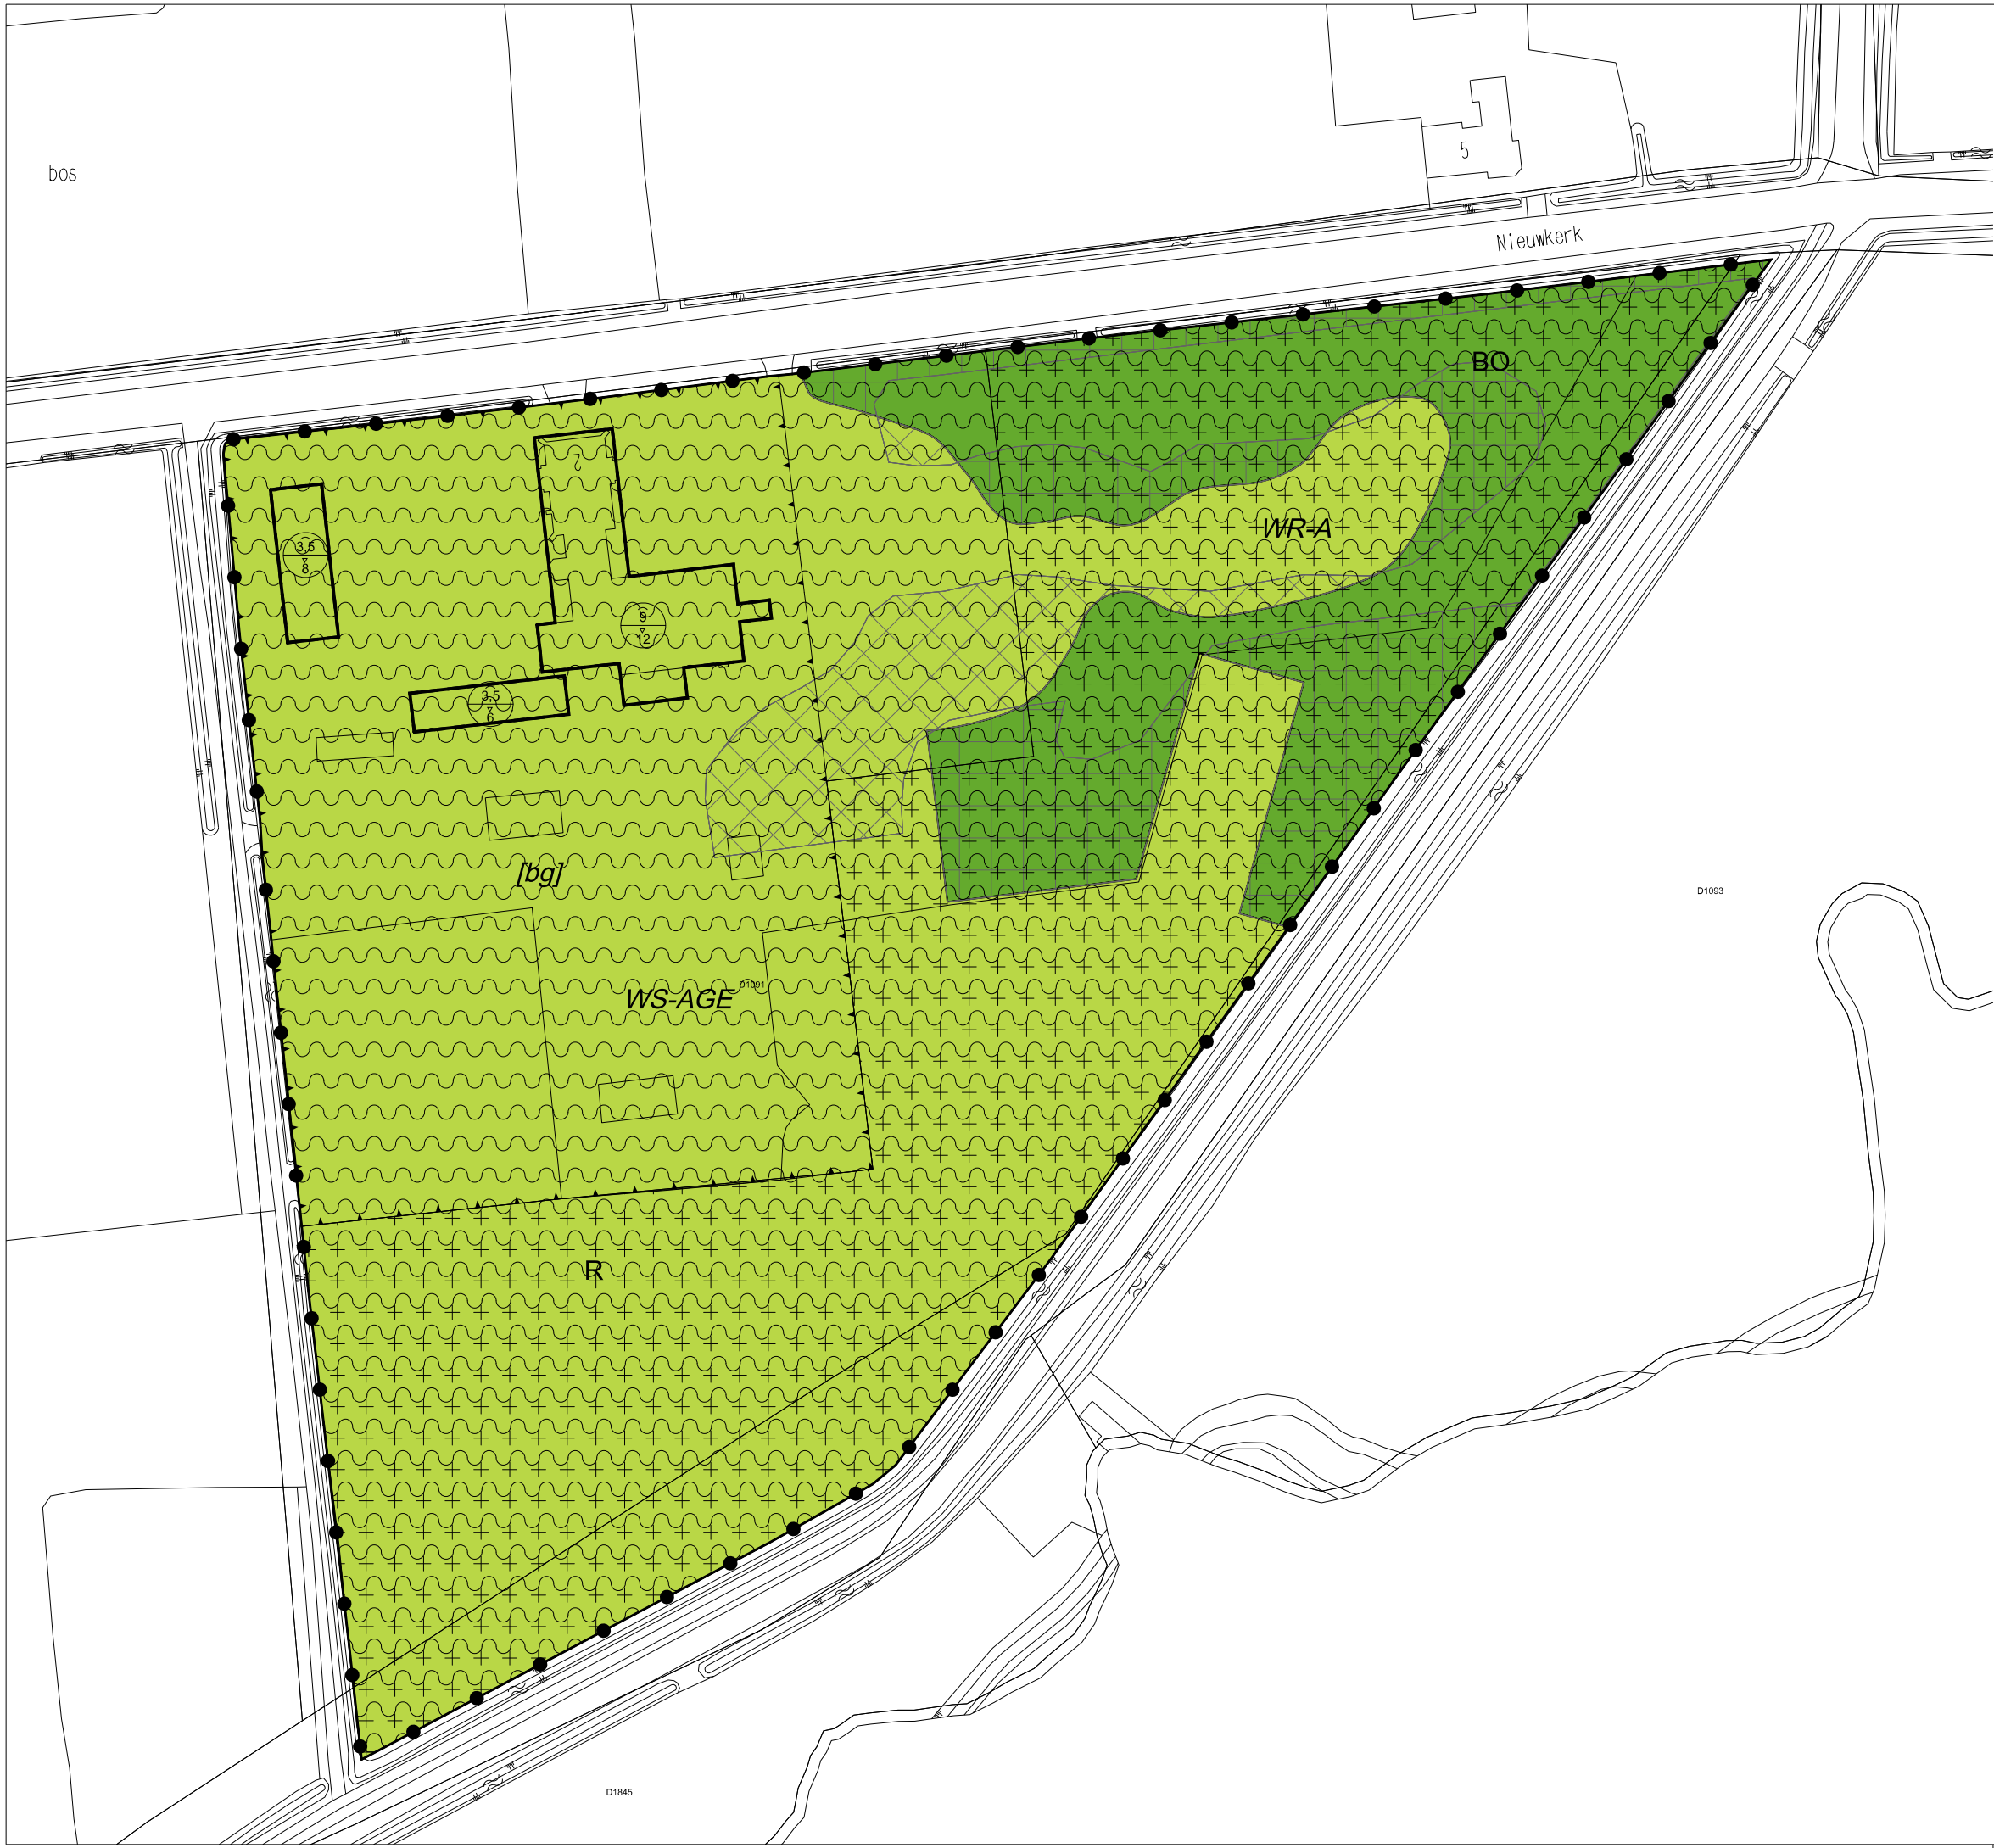 bos
5
Nieuwkerk
BO
2
WR-A
3,5
8
9
12
3,5
6
[bg]
D1093
WS-AGE
D1091
R
D1845